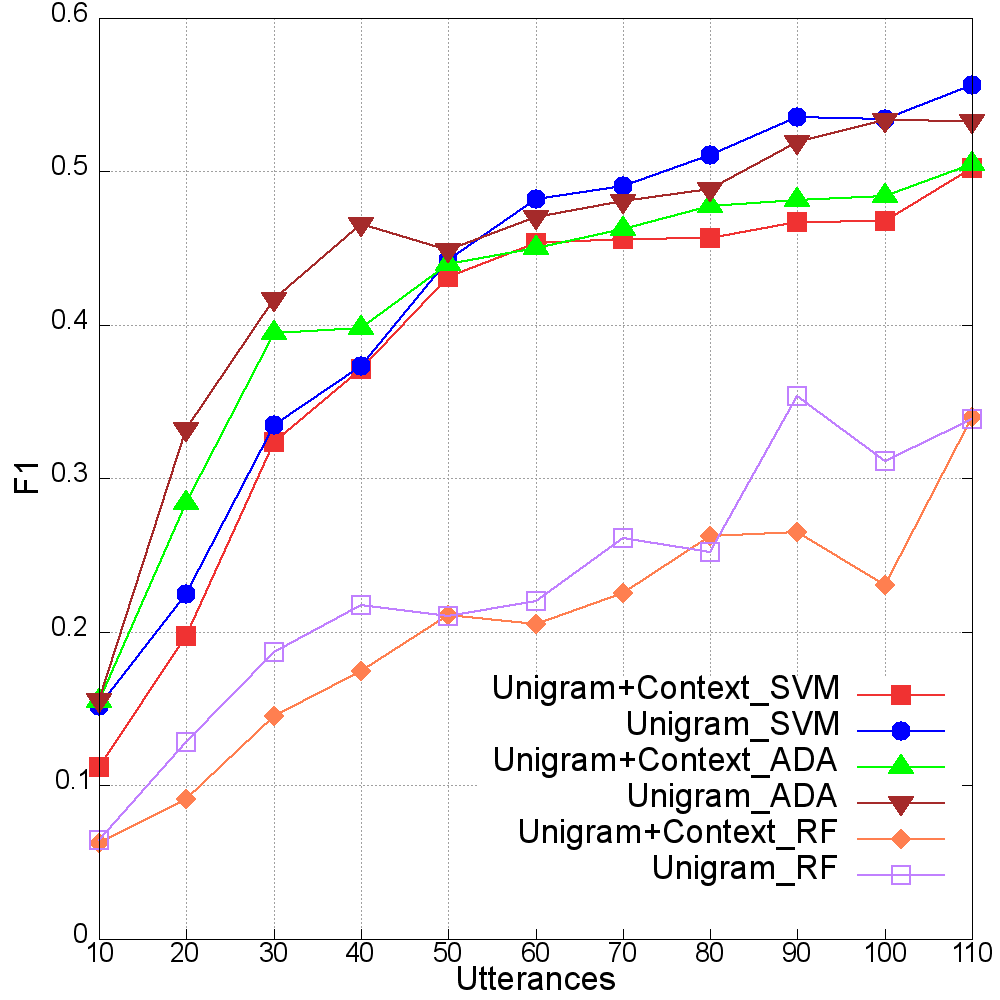 0.6
0.5
0.4
0.3
0.2
0.1
0
F1
Unigram+Context_SVM
Unigram_SVM
Unigram+Context_ADA
Unigram_ADA
Unigram+Context_RF
Unigram_RF
10 20 30 40 50 60 70 80 90 100 110
Utterances